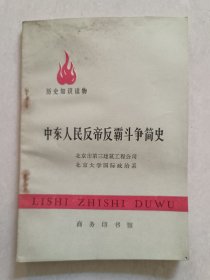 历史知识读物
中东人民反帝反霸斗争简史
北京市第三建筑工程公司
北京大学国际政治系
LISHI ZHISHI DUWU
商务印书馆